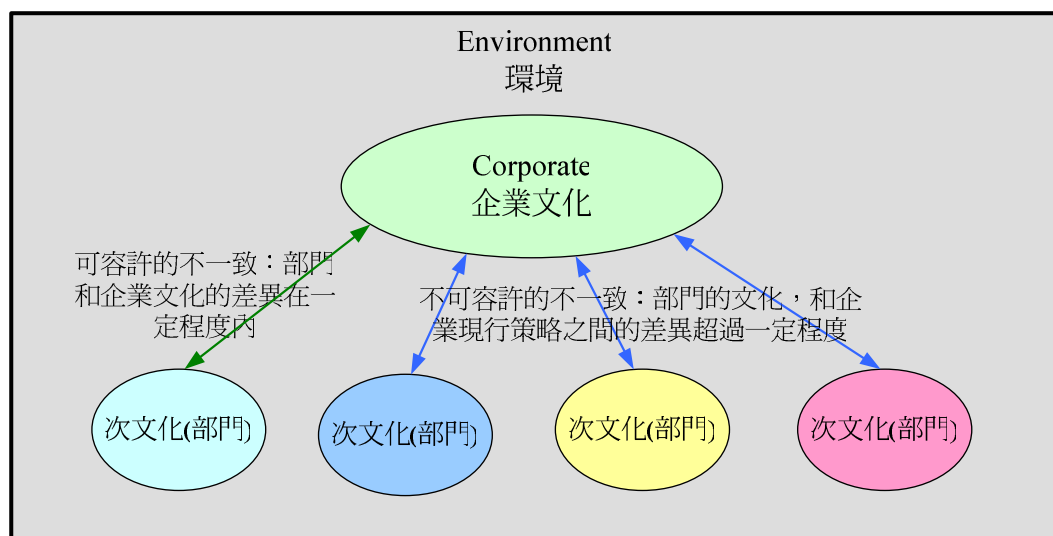 Environment
環境
Corporate
企業文化
可容許的不一致：部門
和企業文化的差異在一
定程度內
不可容許的不一致：部門的文化，和企
業現行策略之間的差異超過一定程度
次文化(部門)
次文化(部門)
次文化(部門)
次文化(部門)